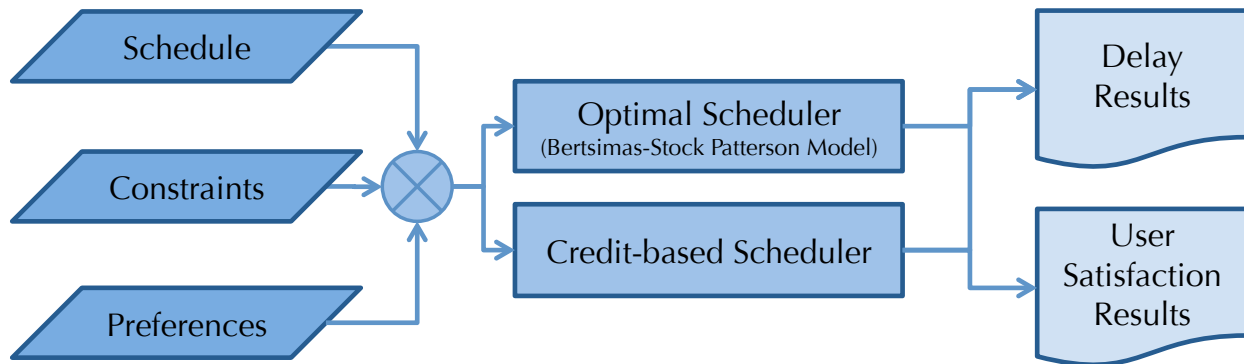 Schedule
Constraints
Preferences
Optimal Scheduler
(Bertsimas-Stock Patterson Model)
Credit-based Scheduler
Delay
Results
User
Satisfaction
Results